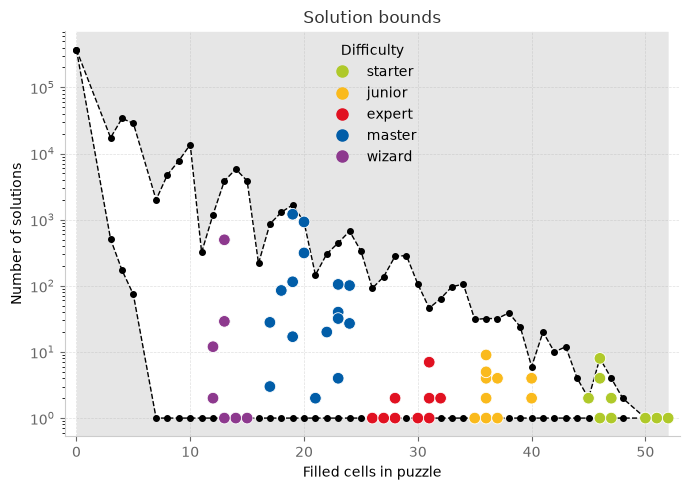 Solution bounds
Number of solutions
10⁵
10⁴
10³
10²
10¹
10⁰
Difficulty
starter
junior
expert
master
wizard
0 10 20 30 40 50
Filled cells in puzzle